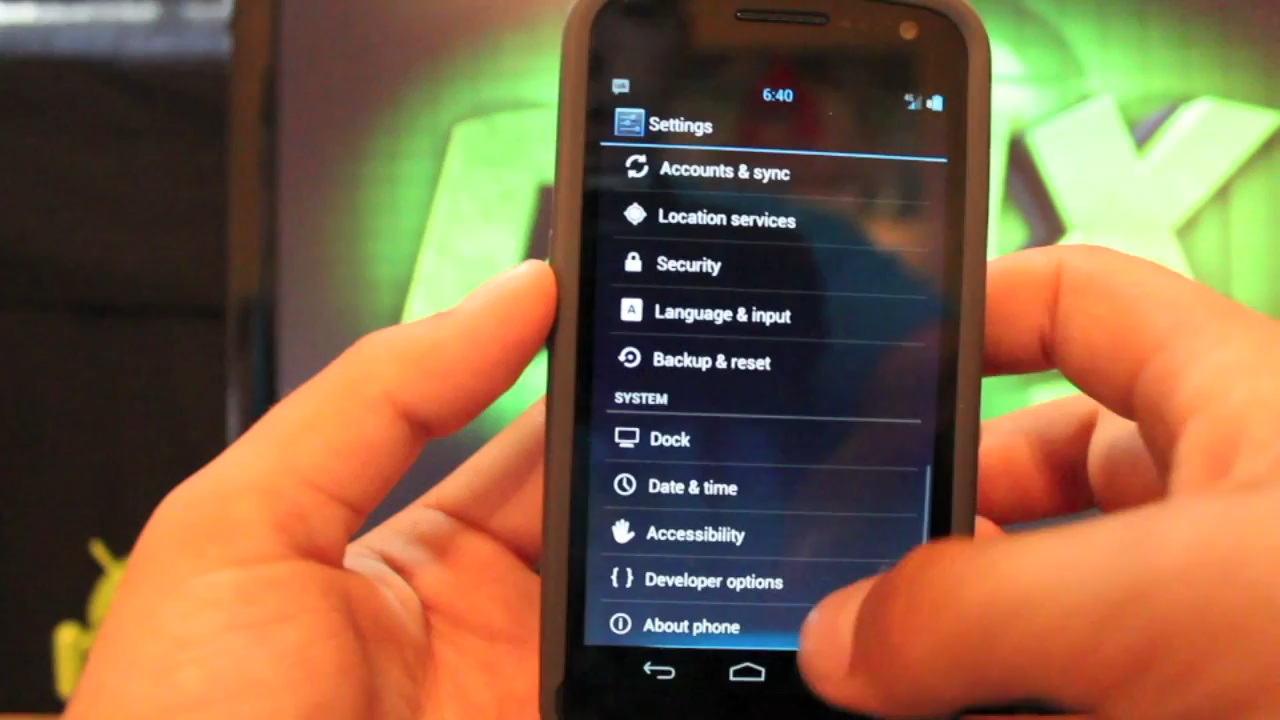 6:40
4G
Settings
Accounts & sync
Location services
Security
A
Language & input
Backup & reset
SYSTEM
Dock
Date & time
Accessibility
{ } Developer options
About phone